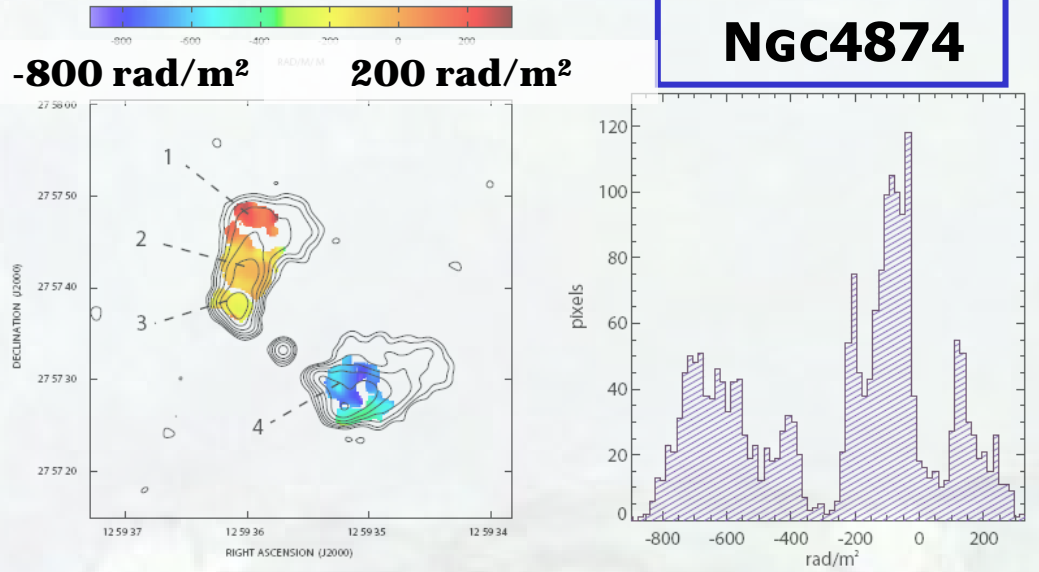 -800 -600 -400 -200 0 200
RAD/M/M
-800 rad/m² 200 rad/m²
NGC4874
27 58 00
27 57 50
27 57 40
27 57 30
27 57 20
DECLINATION (J2000)
1
2
3
4
12 59 37 12 59 36 12 59 35 12 59 34
RIGHT ASCENSION (J2000)
120
100
80
60
40
20
0
pixels
-800 -600 -400 -200 0 200
rad/m²